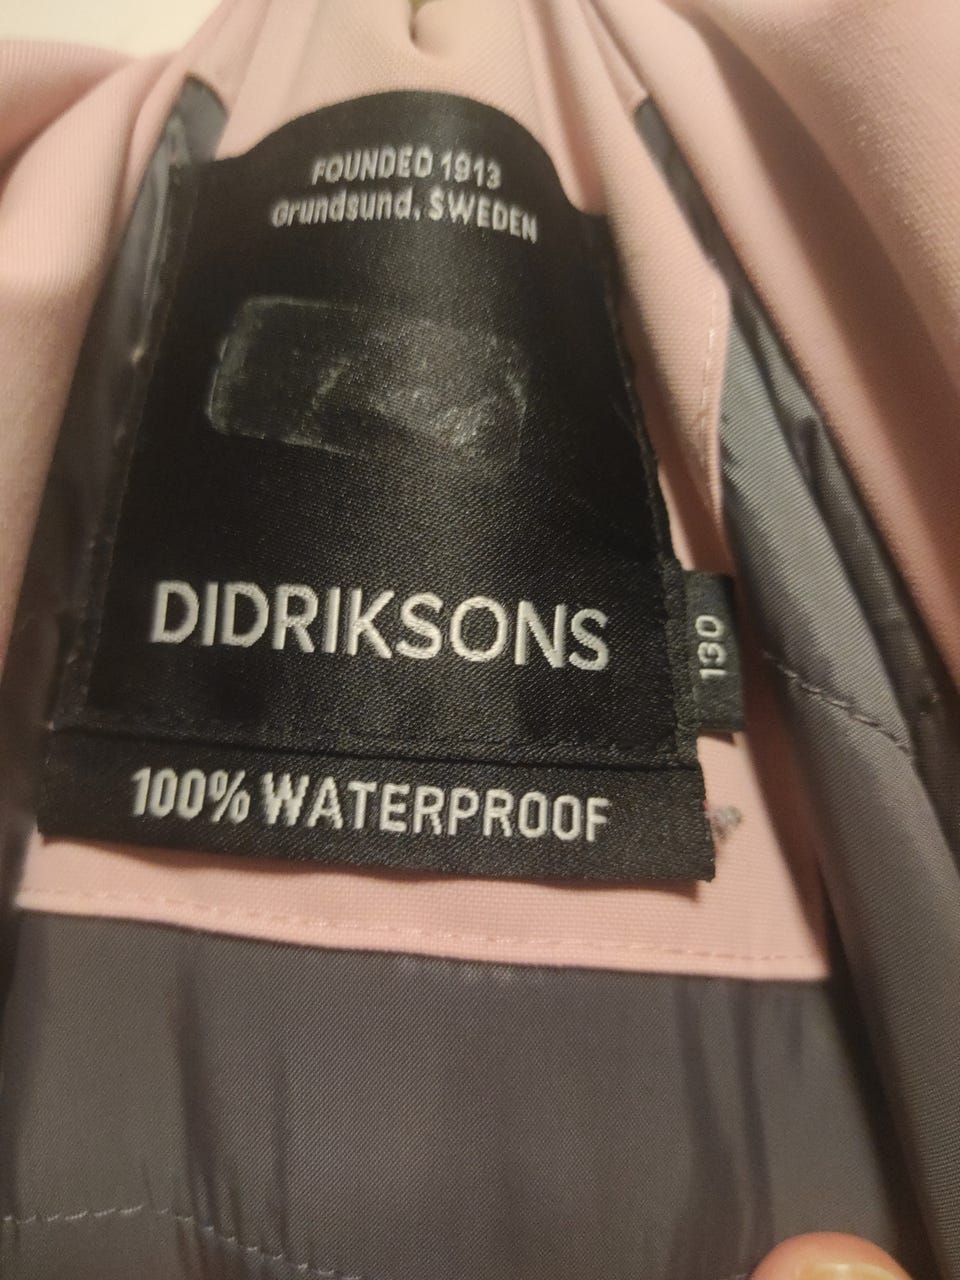 FOUNDED 1913
Grundsund, SWEDEN
DIDRIKSONS
130
100% WATERPROOF